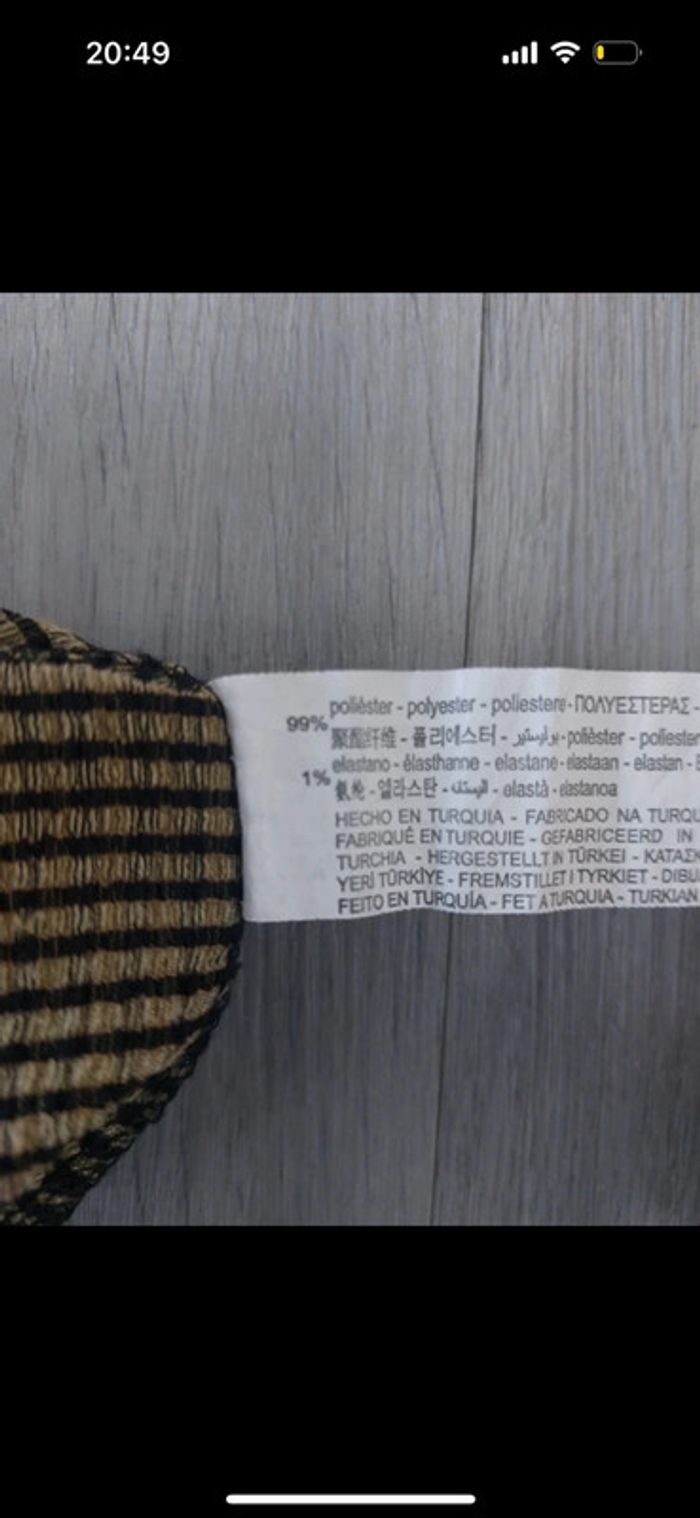 20:49
99% poliéster - polyester - poliestere - ΠΟΛΥΕΣΤΕΡΑΣ -
聚酯纤维 - 폴리에스터 - بوليستير - polièster - poliester
1% elastano - élasthanne - elastane - elastaan - elastan -
氨纶 - 엘라스탄 - - elastà - elastanoa
HECHO EN TURQUIA - FABRICADO NA TURQU
FABRIQUÉ EN TURQUIE - GEFABRICEERD IN
TURCHIA - HERGESTELLT IN TÜRKEI - ΚΑΤΑΣΚ
YERİ TÜRKİYE - FREMSTILLET I TYRKIET - DIBU
FEITO EN TURQUÍA - FET A TURQUIA - TURKIAN